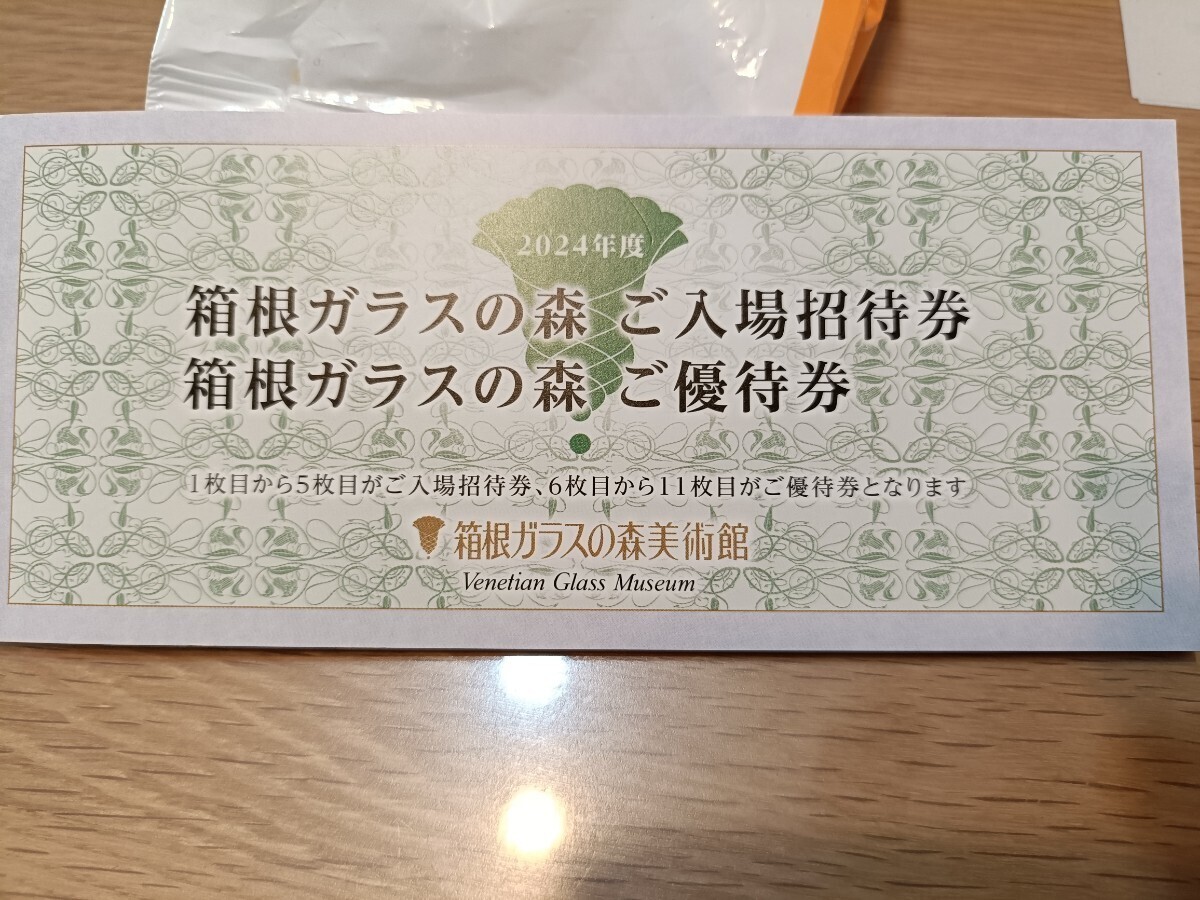 2024年度
箱根ガラスの森 ご入場招待券
箱根ガラスの森 ご優待券
1枚目から5枚目がご入場招待券、6枚目から11枚目がご優待券となります
箱根ガラスの森美術館
Venetian Glass Museum